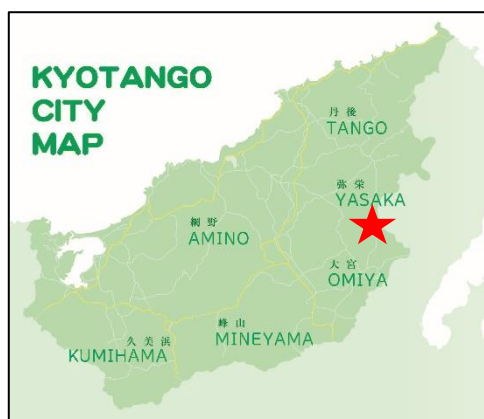 KYOTANGO
CITY
MAP
丹後
TANGO
弥栄
YASAKA
網野
AMINO
大宮
OMIYA
峰山
MINEYAMA
久美浜
KUMIHAMA